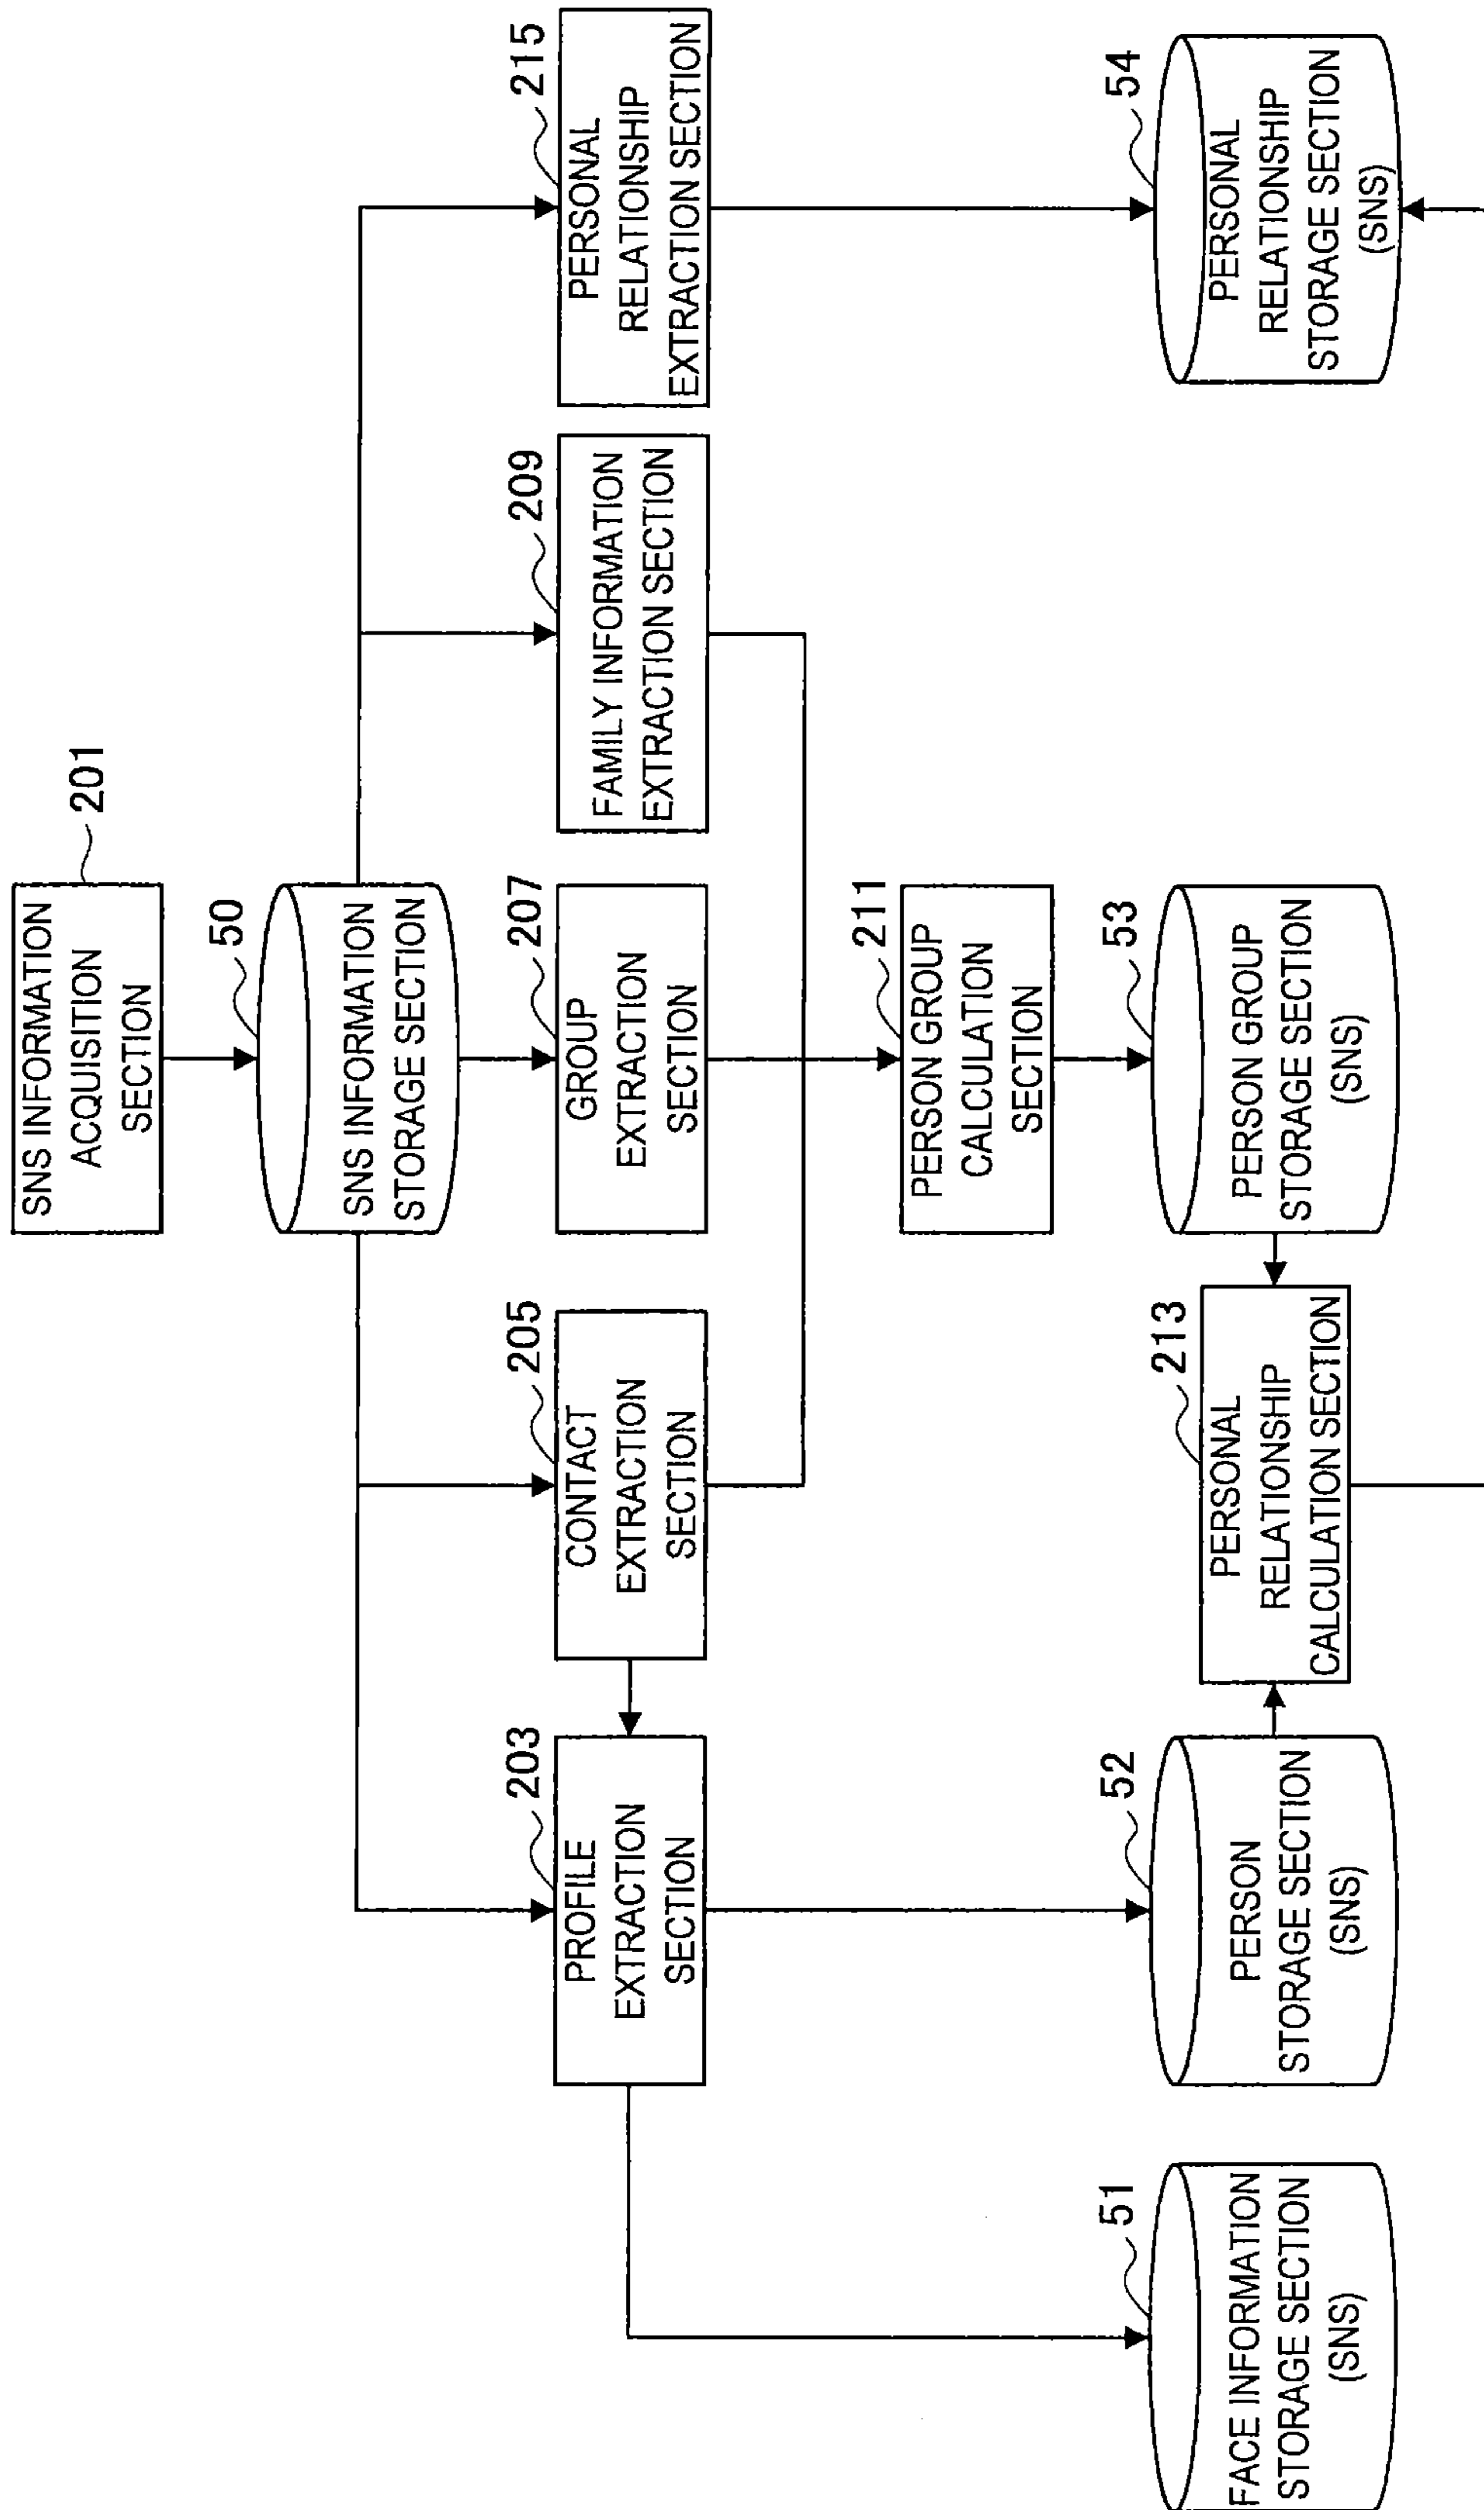 201
SNS INFORMATION
ACQUISITION
SECTION
50
SNS INFORMATION
STORAGE SECTION
203
PROFILE
EXTRACTION
SECTION
205
CONTACT
EXTRACTION
SECTION
207
GROUP
EXTRACTION
SECTION
209
FAMILY INFORMATION
EXTRACTION SECTION
215
PERSONAL
RELATIONSHIP
EXTRACTION SECTION
211
PERSON GROUP
CALCULATION
SECTION
51
FACE INFORMATION
STORAGE SECTION
(SNS)
52
PERSON
STORAGE SECTION
(SNS)
213
PERSONAL
RELATIONSHIP
CALCULATION SECTION
53
PERSON GROUP
STORAGE SECTION
(SNS)
54
PERSONAL
RELATIONSHIP
STORAGE SECTION
(SNS)